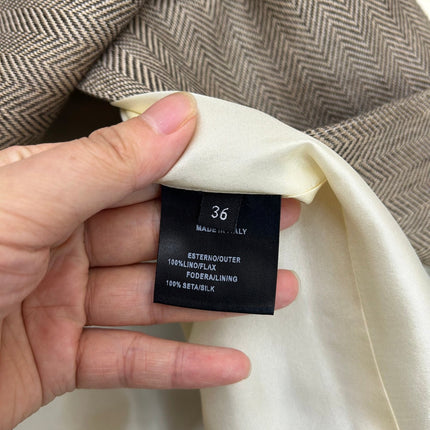 36
MADE IN ITALY
ESTERNO/OUTER
100%LINO/FLAX
FODERA/LINING
100% SETA/SILK